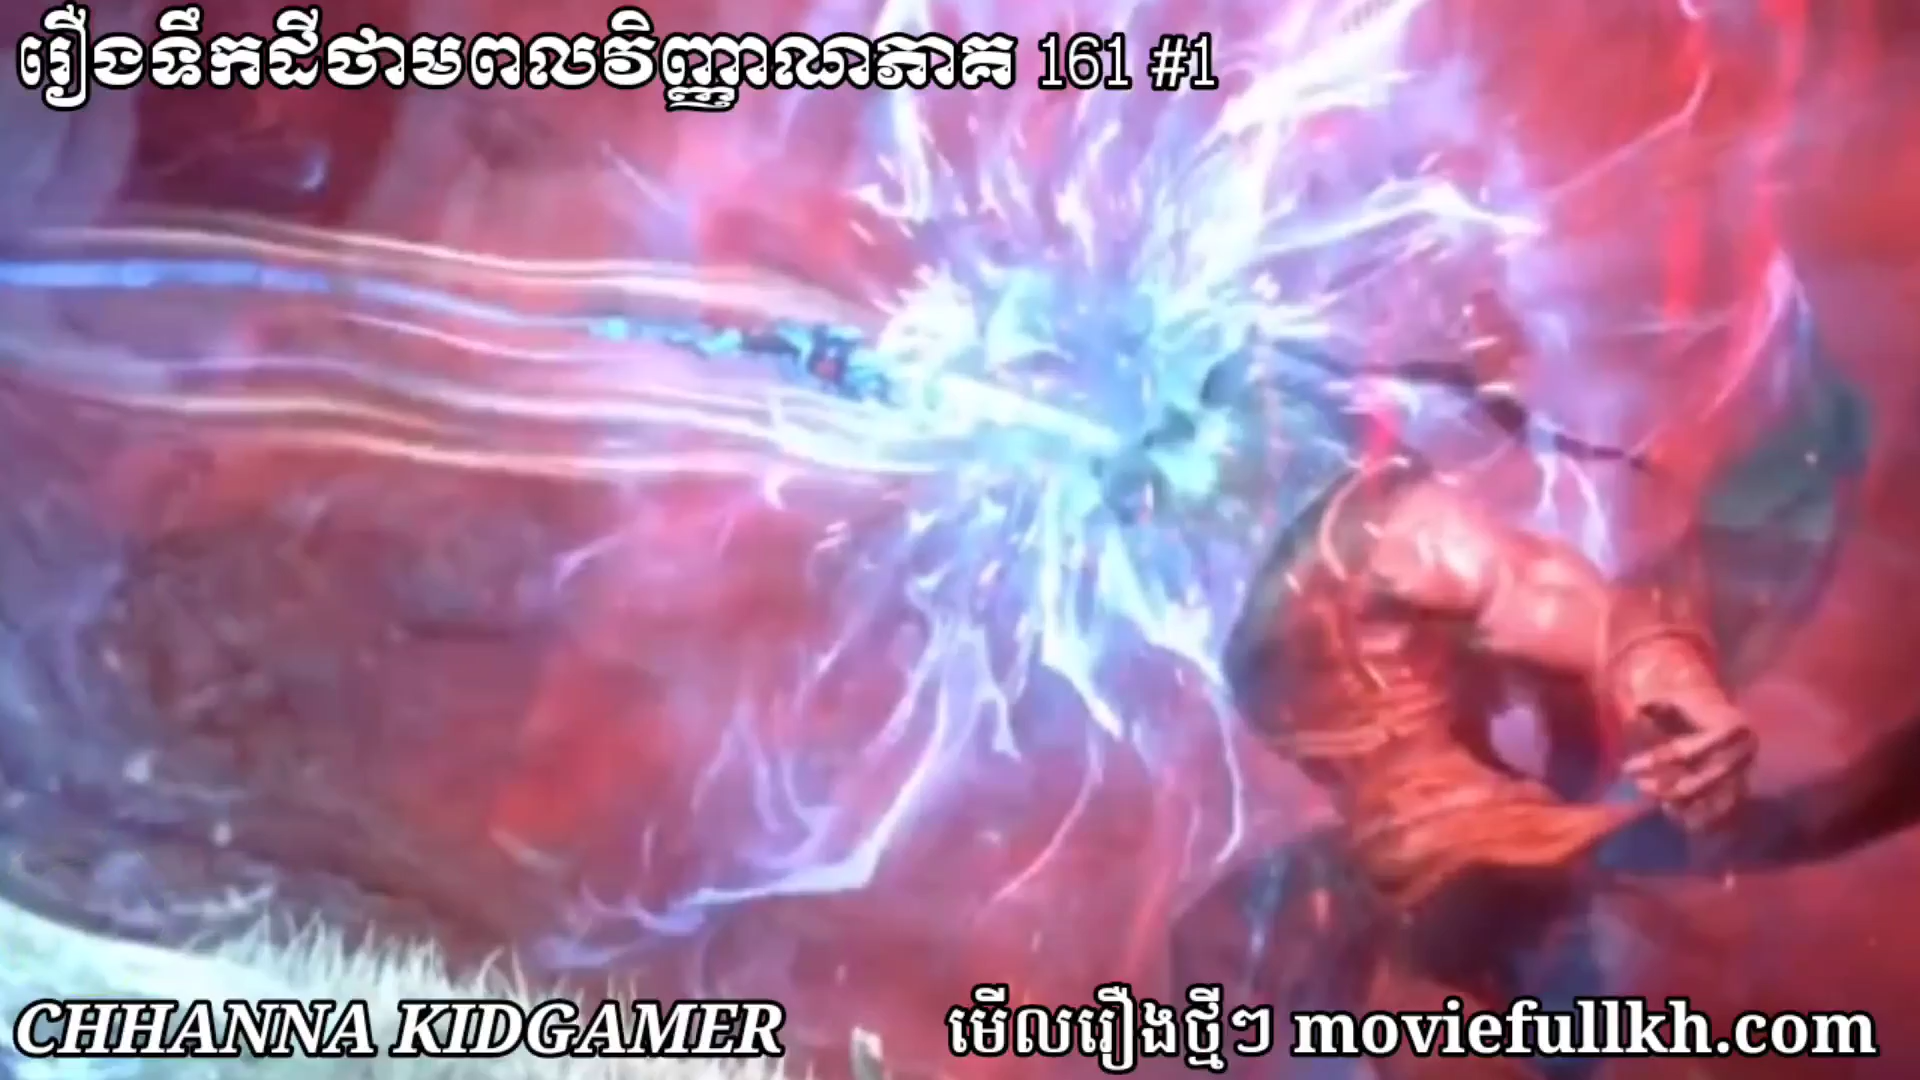 រឿងទឹកដីថាមពលវិញ្ញាណភាគ 161 #1
CHHANNA KIDGAMER
មើលរឿងថ្មីៗ moviefullkh.com